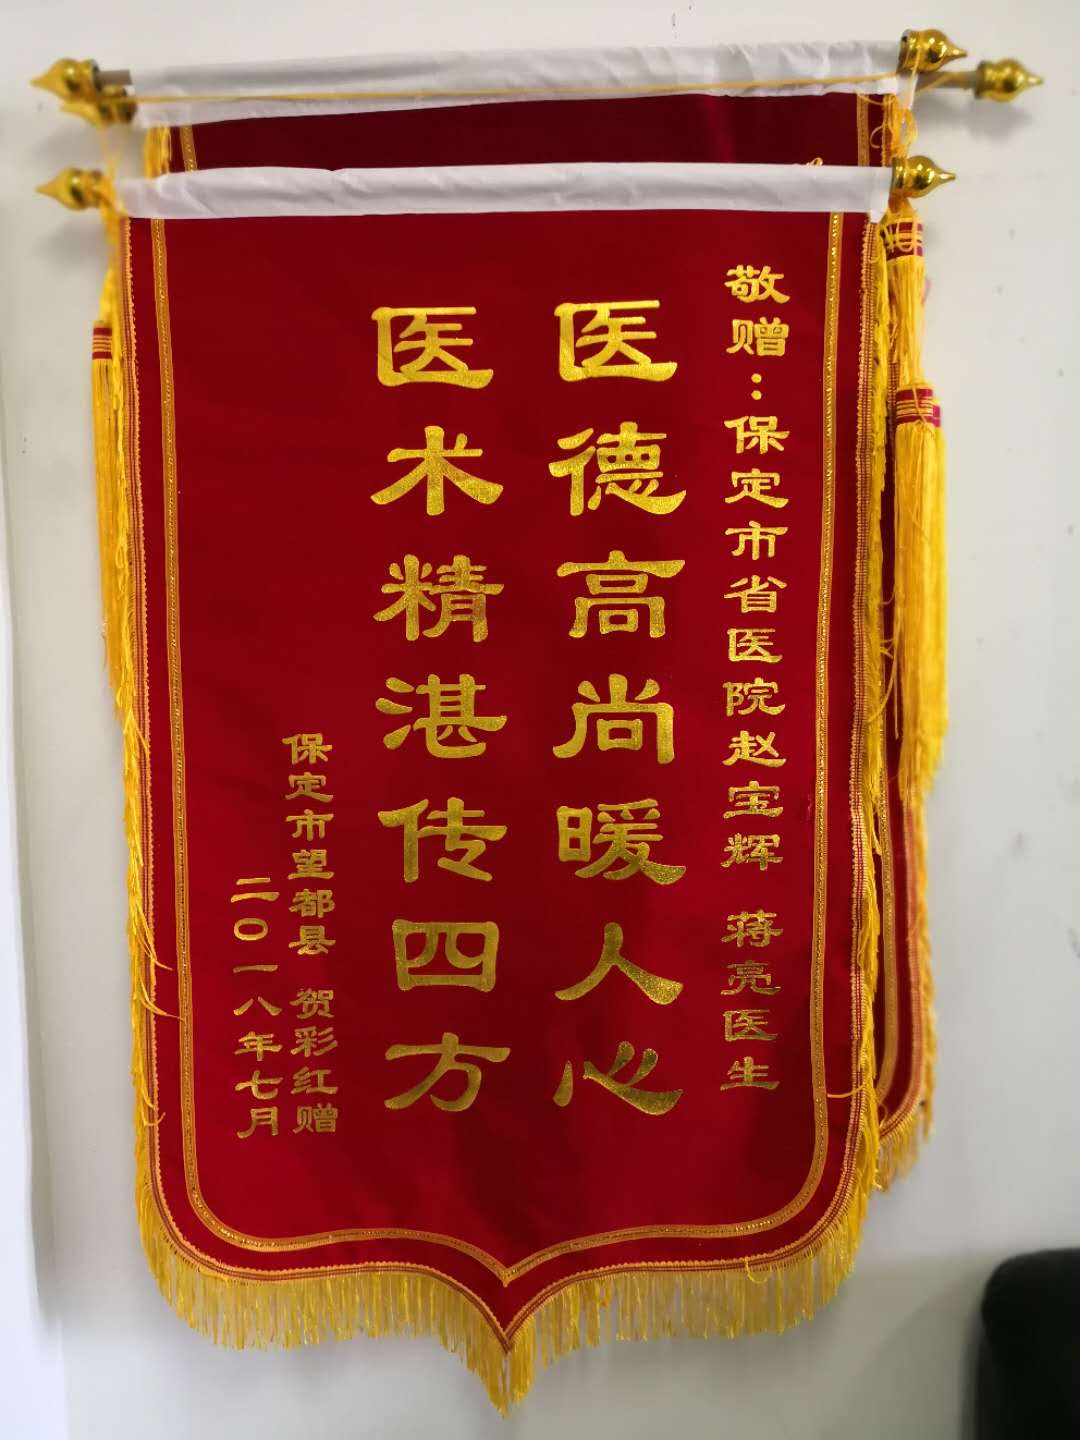 敬赠：保定市省医院赵宝辉 蒋亮医生
医德高尚暖人心
医术精湛传四方
保定市望都县 贺彩红赠
二〇一八年七月